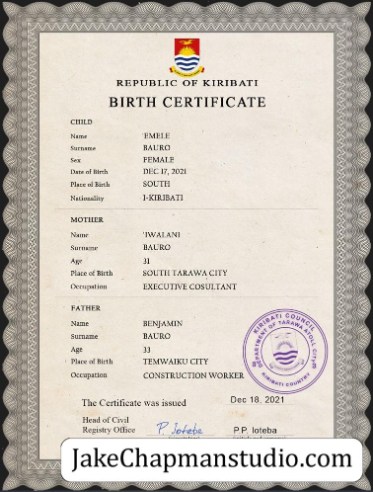 REPUBLIC OF KIRIBATI
BIRTH CERTIFICATE
CHILD
Name 'EMELE
Surname BAURO
Sex FEMALE
Date of Birth DEC 17, 2021
Place of Birth SOUTH
Nationality I-KIRIBATI
MOTHER
Name 'IWALANI
Surname BAURO
Age 31
Place of Birth SOUTH TARAWA CITY
Occupation EXECUTIVE COSULTANT
FATHER
Name BENJAMIN
Surname BAURO
Age 33
Place of Birth TEMWAIKU CITY
Occupation CONSTRUCTION WORKER
KIRIBATI COUNCIL
DEPARTMENT OF TARAWA ATOLL CITY
KIRIBATI COUNTRY
The Certificate was issued Dec 18, 2021
Head of Civil
Registry Office P. Ioteba P.P. Ioteba
JakeChapmanstudio.com